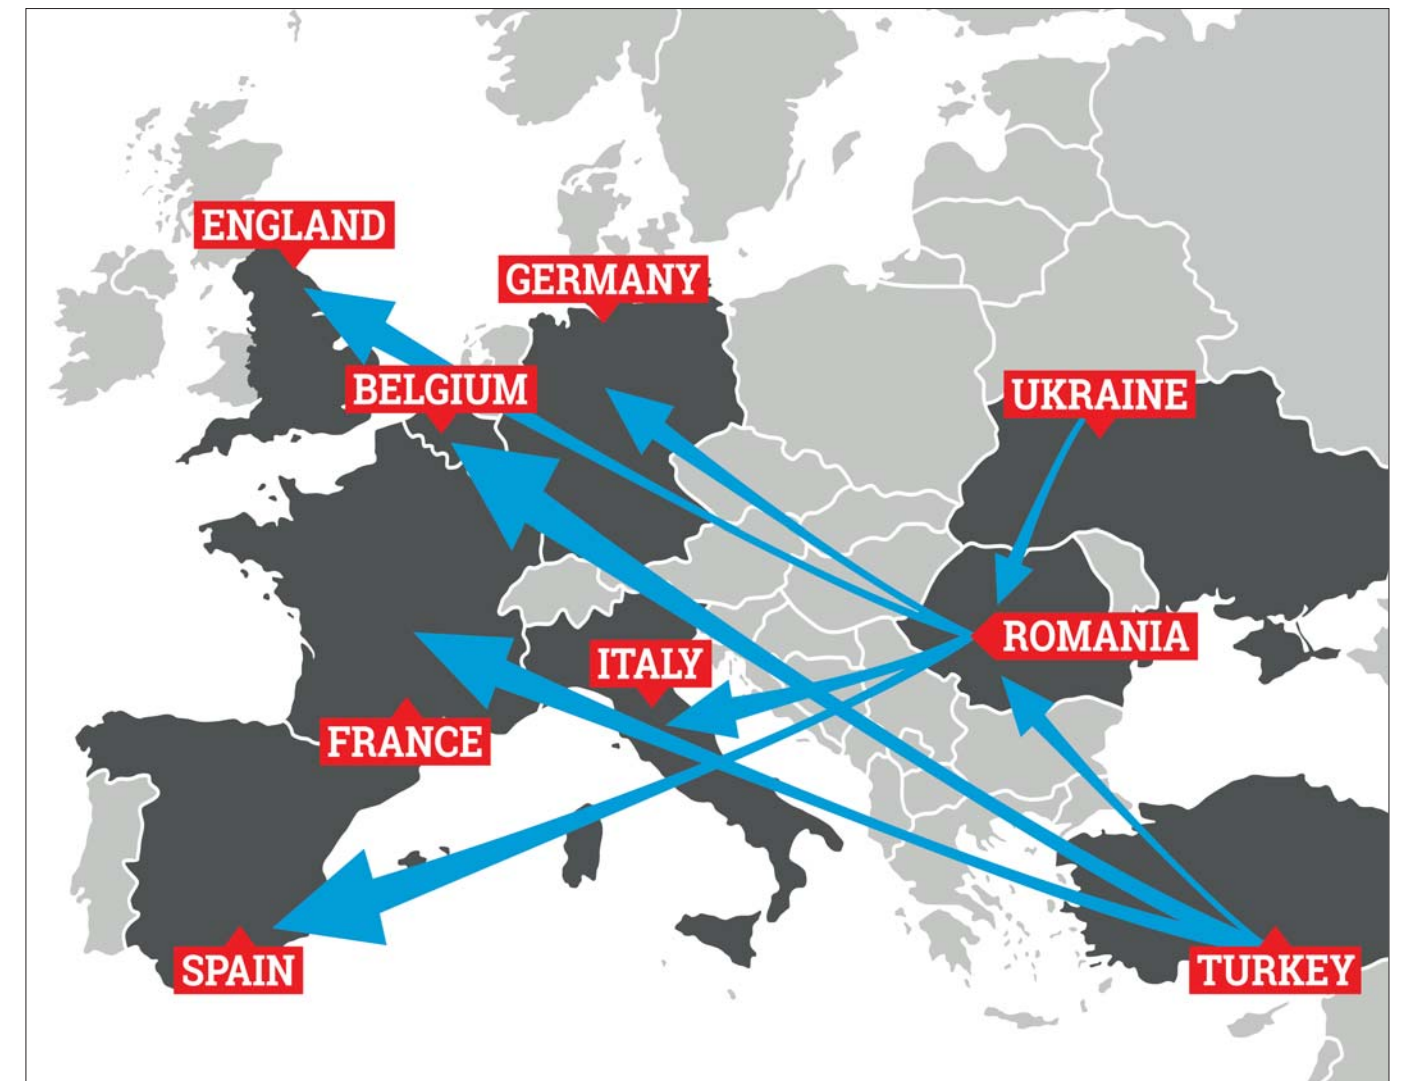 ENGLAND
GERMANY
BELGIUM
UKRAINE
ROMANIA
ITALY
FRANCE
SPAIN
TURKEY